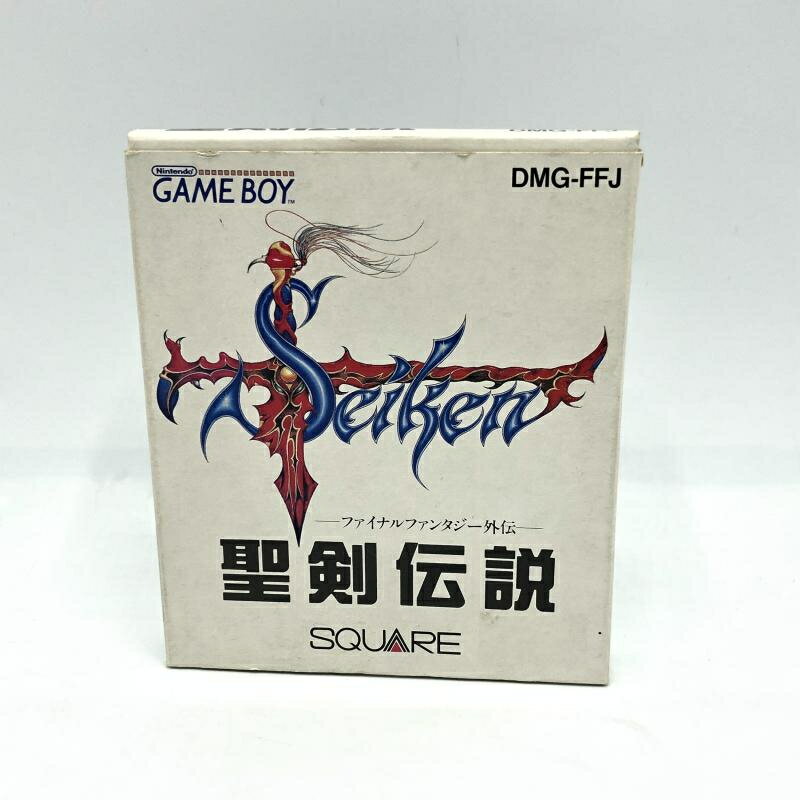 Nintendo
GAME BOY™
DMG-FFJ
Seiken
―ファイナルファンタジー外伝―
聖剣伝説
SQUARE